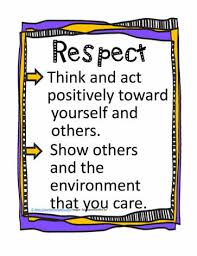 Respect
Think and act
positively toward
yourself and
others.
Show others
and the
environment
that you care.